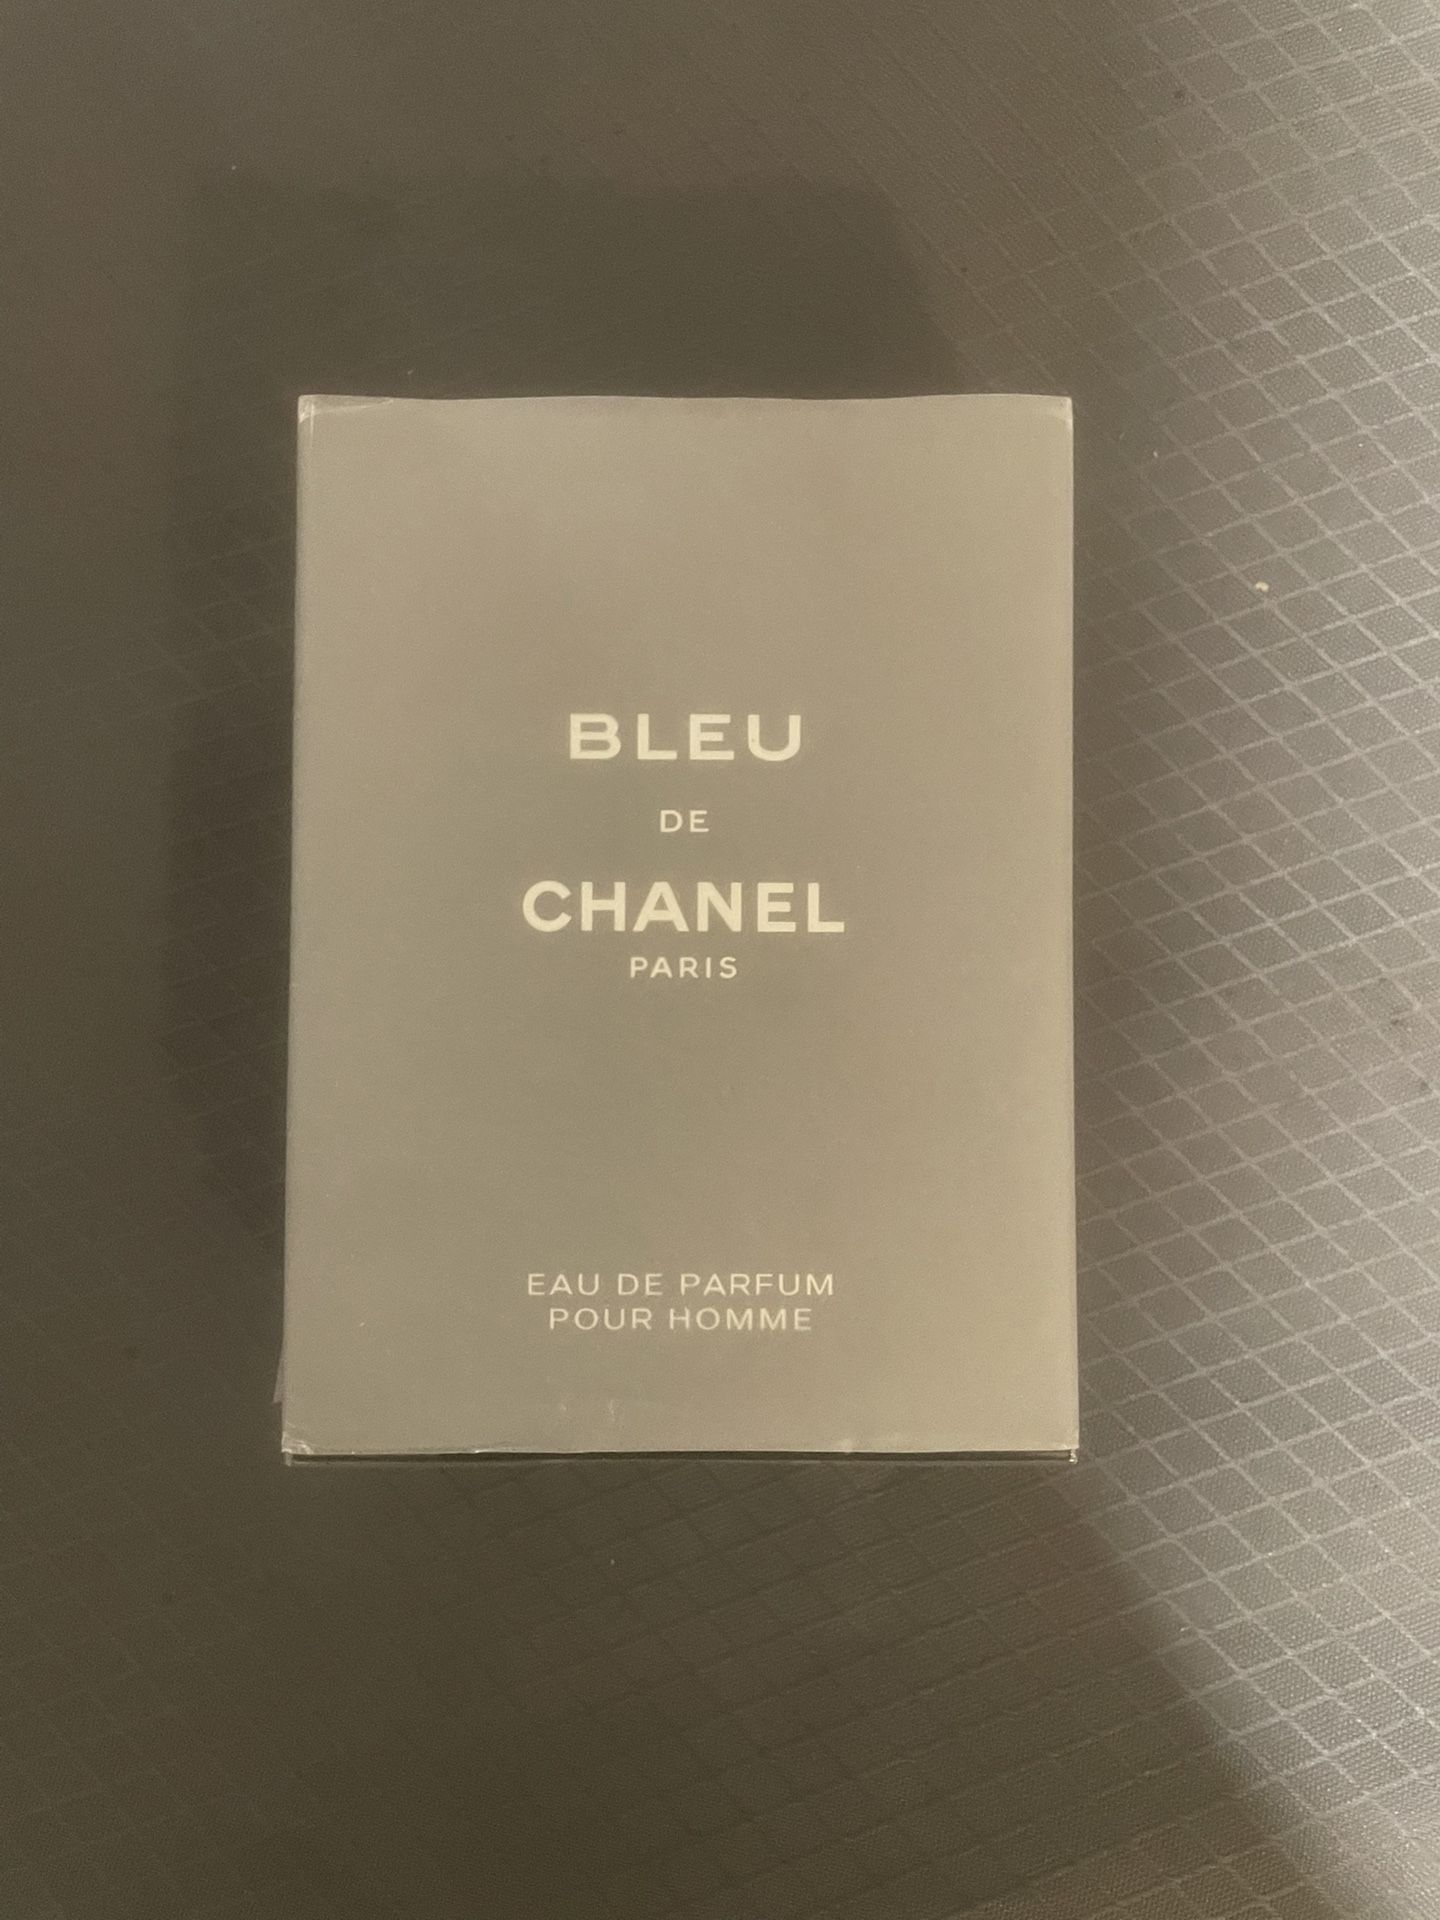 BLEU
DE
CHANEL
PARIS
EAU DE PARFUM
POUR HOMME